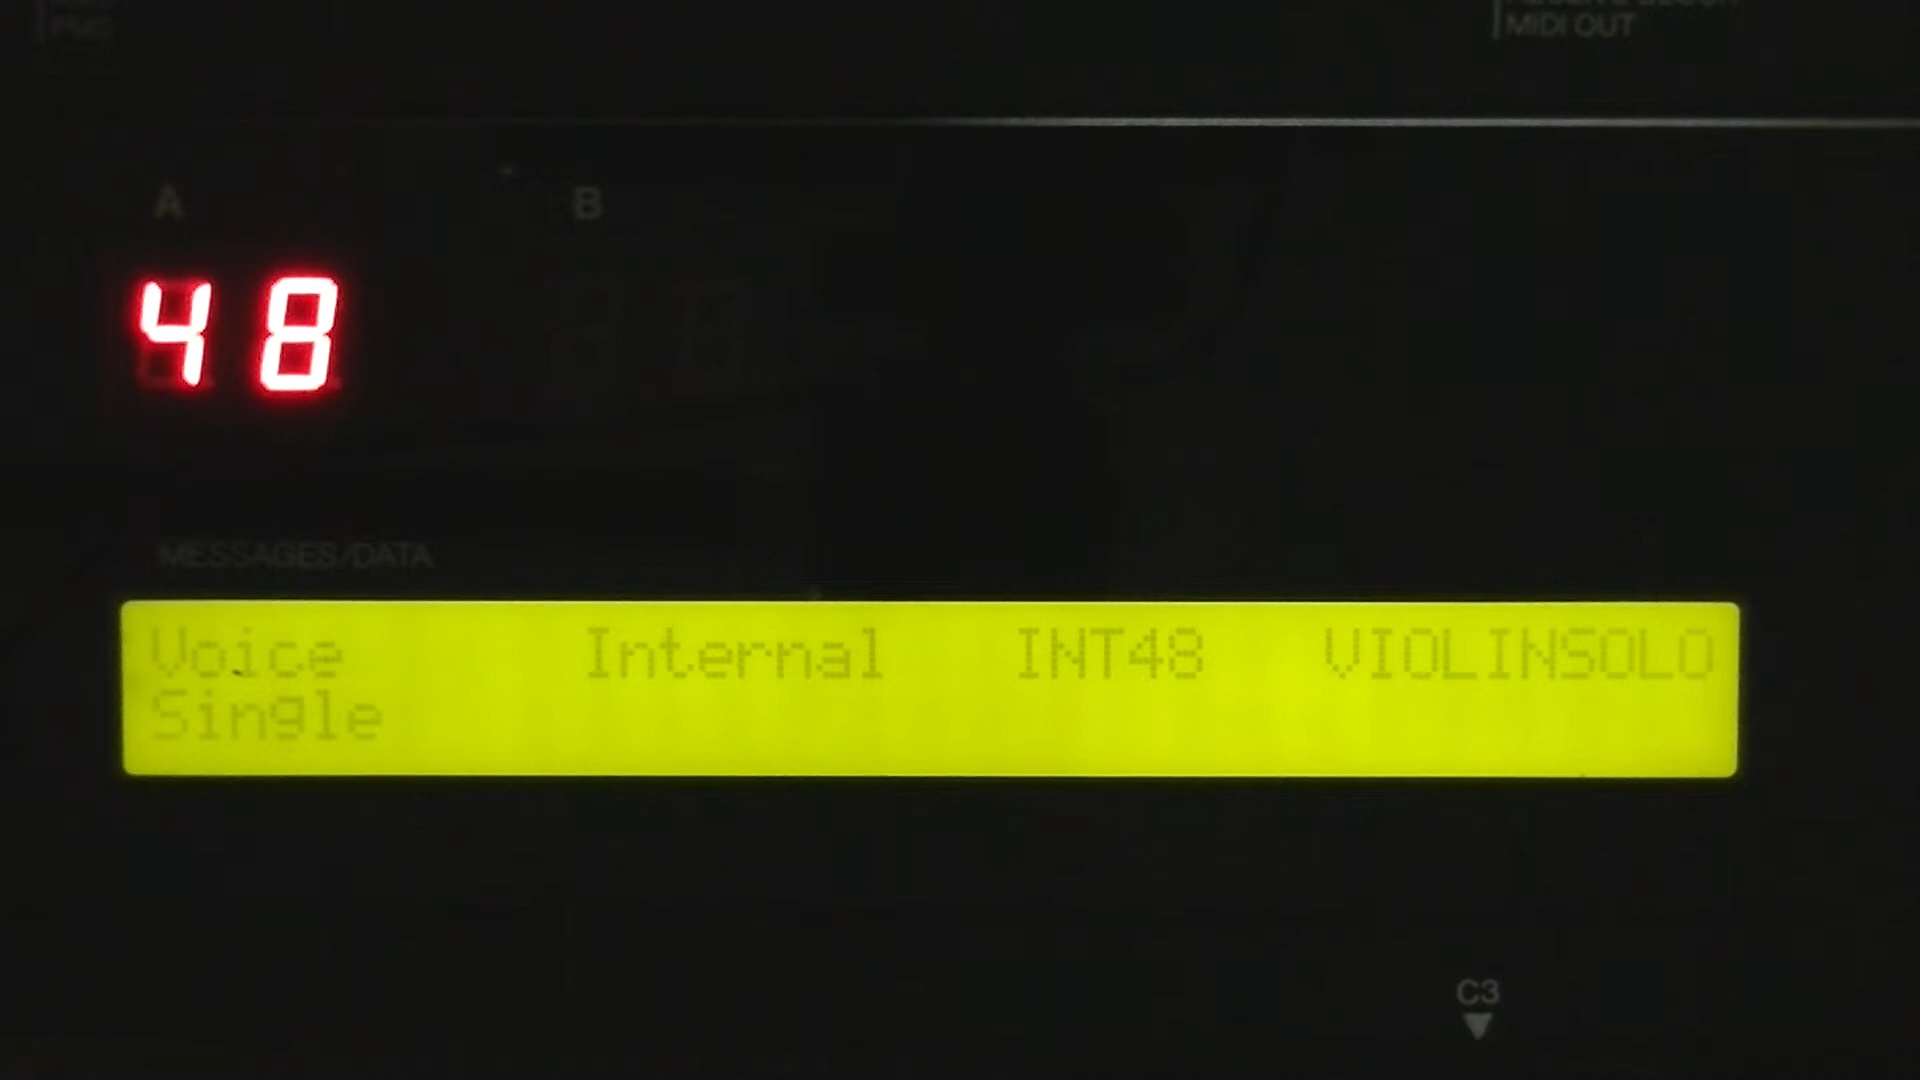 MIDI OUT
A B
48
MESSAGES/DATA
Voice Internal INT48 VIOLINSOLO
Single
C3